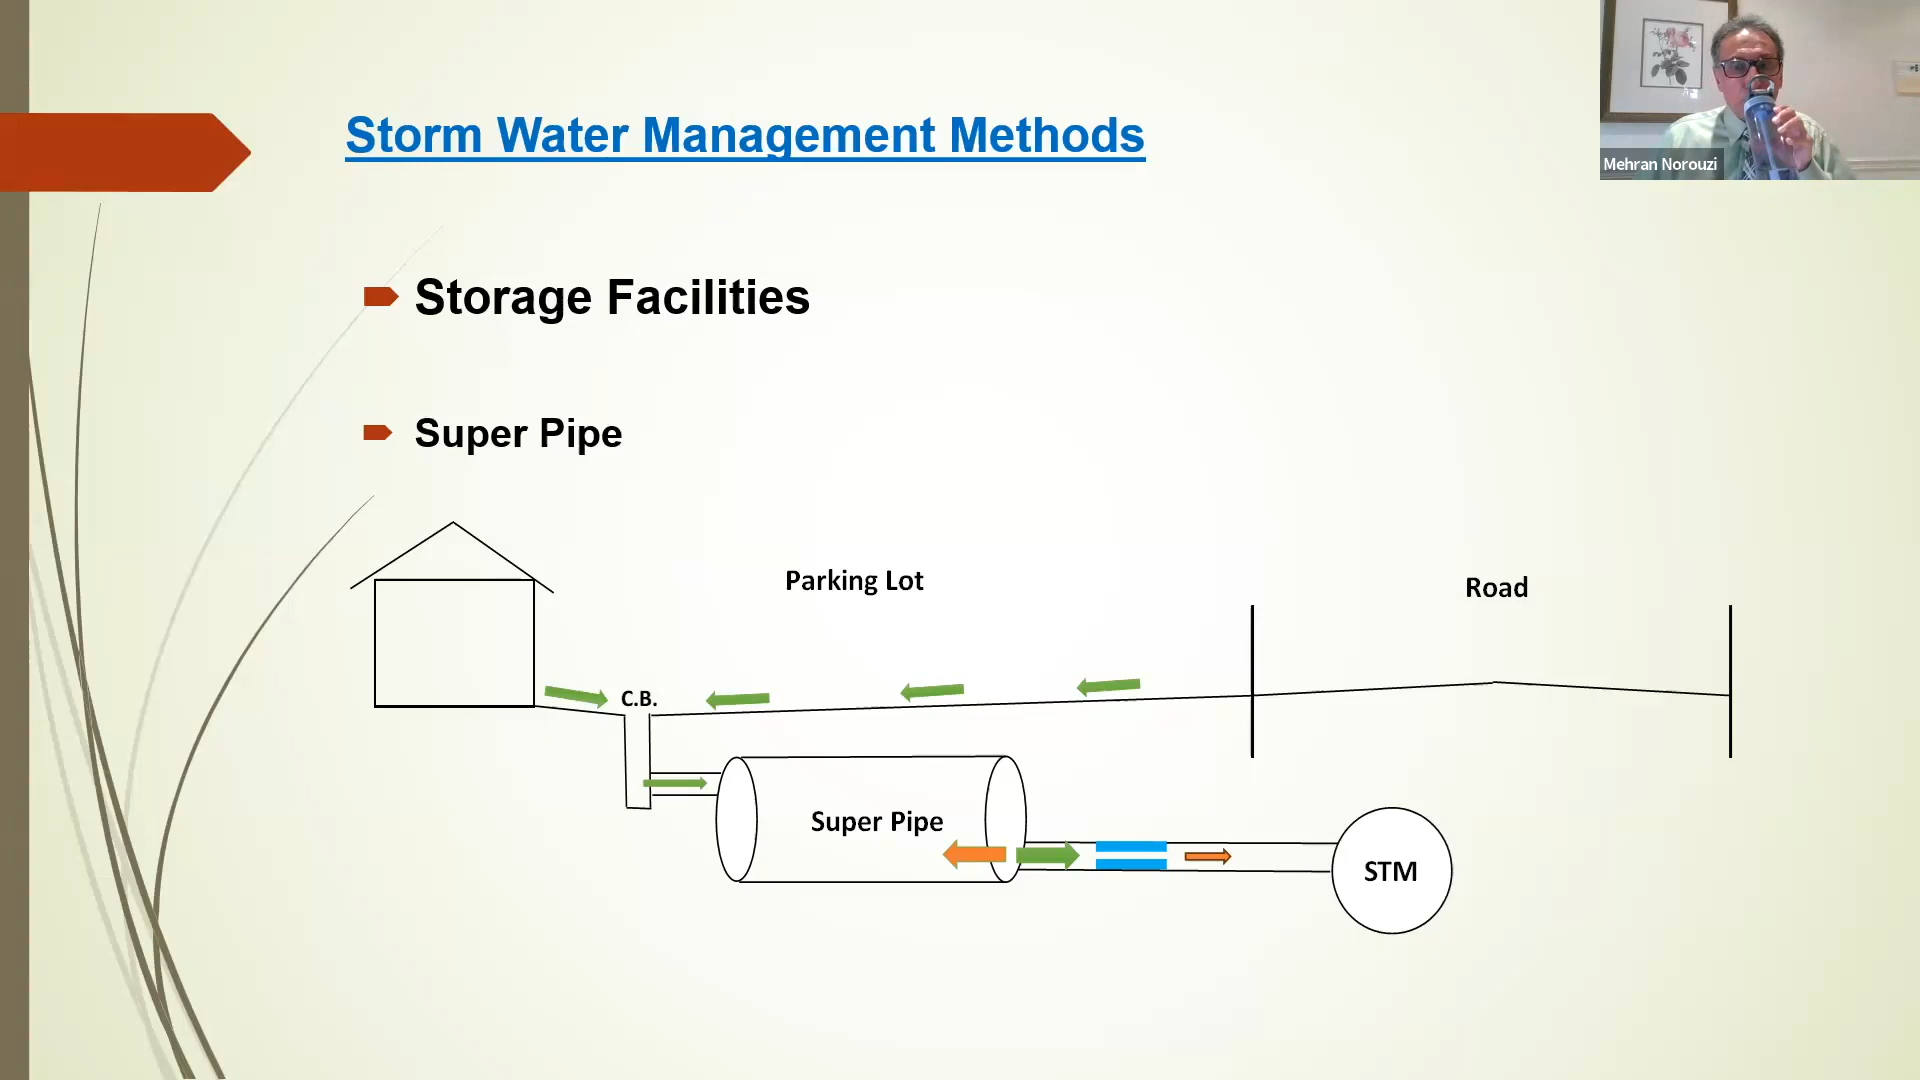 Storm Water Management Methods
Mehran Norouzi
Storage Facilities
Super Pipe
Parking Lot
Road
C.B.
Super Pipe
STM